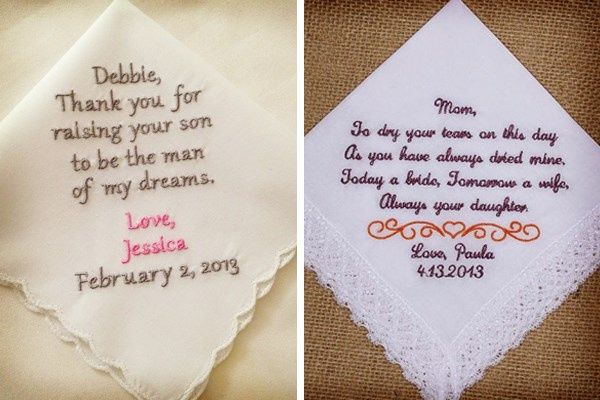 Debbie,
Thank you for
raising your son
to be the man
of my dreams.
Love,
Jessica
February 2, 2013
Mom,
To dry your tears on this day
As you have always dried mine,
Today a bride, Tomorrow a wife,
Always your daughter.
Love, Paula
4.13.2013